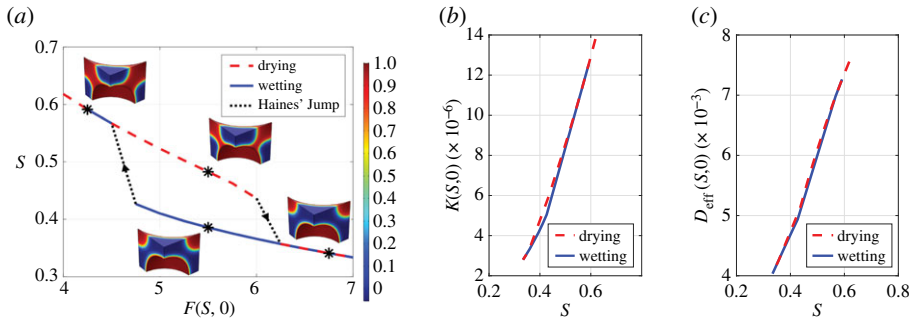 (a)
0.7
0.6
0.5
0.4
0.3
S
4
5
6
7
F(S, 0)
drying
wetting
Haines' Jump
1.0
0.9
0.8
0.7
0.6
0.5
0.4
0.3
0.2
0.1
0
(b)
14
12
10
8
6
4
2
K(S,0) (× 10⁻⁶)
0.2
0.4
0.6
0.8
S
drying
wetting
(c)
8
7
6
5
4
D_eff (S,0) (× 10⁻³)
0.2
0.4
0.6
0.8
S
drying
wetting